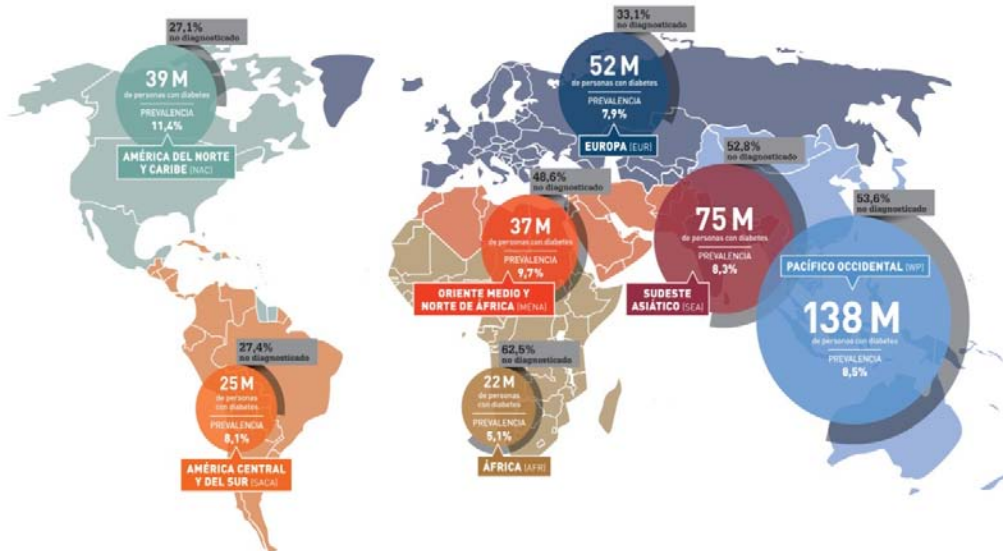 27,1%
no diagnosticado
39 M
de personas con diabetes
PREVALENCIA
11,4%
AMÉRICA DEL NORTE
Y CARIBE (NAC)
33,1%
no diagnosticado
52 M
de personas con diabetes
PREVALENCIA
7,9%
EUROPA (EUR)
48,6%
no diagnosticado
37 M
de personas con diabetes
PREVALENCIA
9,7%
ORIENTE MEDIO Y
NORTE DE ÁFRICA (MENA)
52,8%
no diagnosticado
75 M
de personas con diabetes
PREVALENCIA
8,3%
SUDESTE
ASIÁTICO (SEA)
53,6%
no diagnosticado
PACÍFICO OCCIDENTAL (WP)
138 M
de personas con diabetes
PREVALENCIA
8,5%
27,4%
no diagnosticado
25 M
de personas
con diabetes
PREVALENCIA
8,1%
AMÉRICA CENTRAL
Y DEL SUR (SACA)
62,5%
no diagnosticado
22 M
de personas
con diabetes
PREVALENCIA
5,1%
ÁFRICA (AFR)